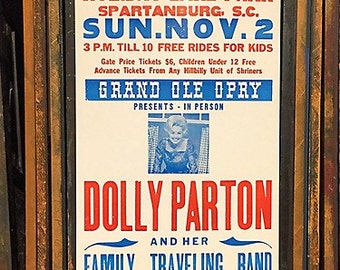 SPARTANBURG, S.C.
SUN. NOV. 2
3 P.M. TILL 10 FREE RIDES FOR KIDS
Gate Price Tickets $6, Children Under 12 Free
Advance Tickets From Any Hillbilly Unit of Shriners
GRAND OLE OPRY
PRESENTS - IN PERSON
DOLLY PARTON
AND HER
FAMILY TRAVELING BAND